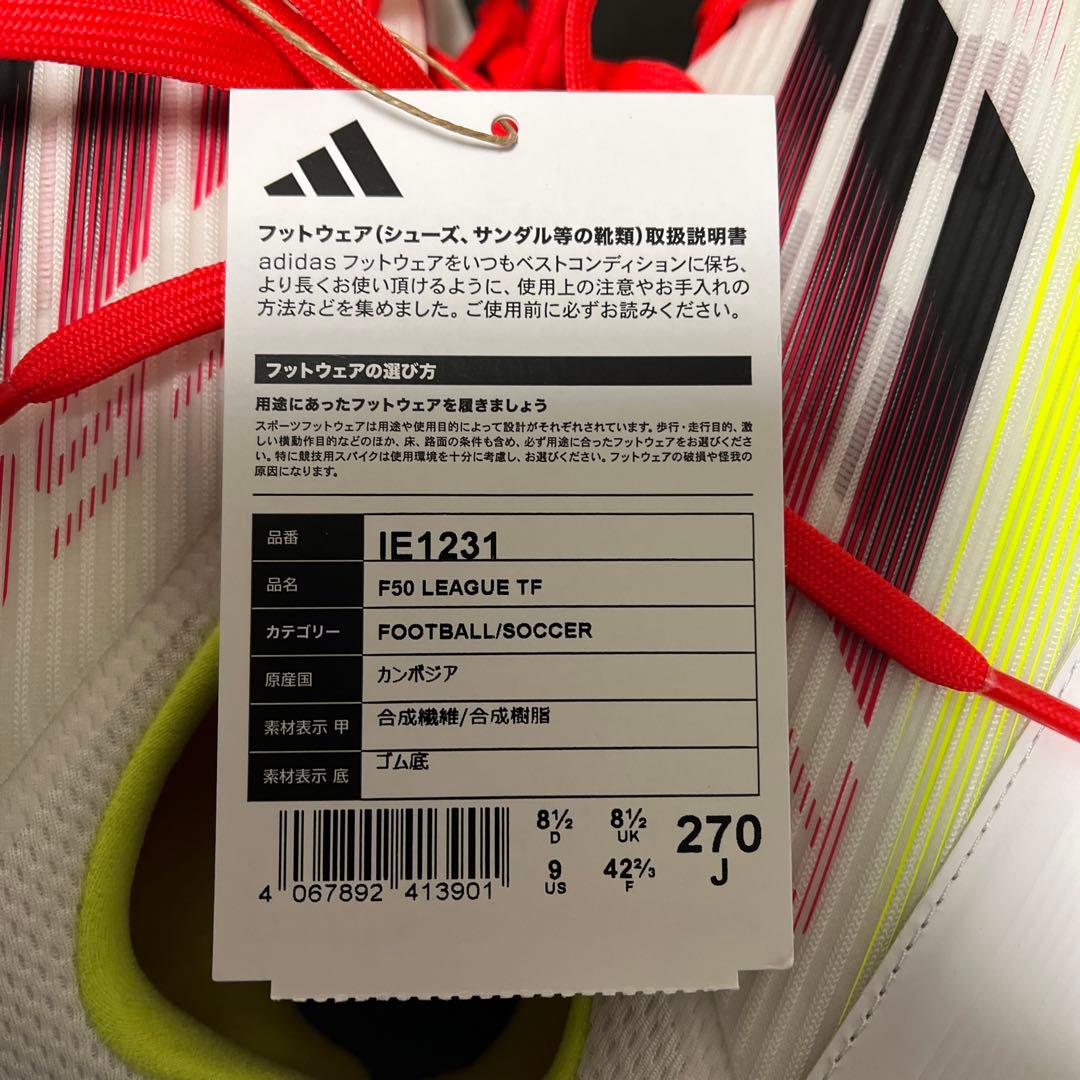 フットウェア(シューズ、サンダル等の靴類)取扱説明書
adidas フットウェアをいつもベストコンディションに保ち、
より長くお使い頂けるように、使用上の注意やお手入れの
方法などを集めました。ご使用前に必ずお読みください。
フットウェアの選び方
用途にあったフットウェアを履きましょう
スポーツフットウェアは用途や使用目的によって設計がそれぞれされています。歩行・走行目的、激
しい横動作目的などのほか、床、路面の条件も含め、必ず用途に合ったフットウェアをお選びくださ
い。特に競技用スパイクは使用環境を十分に考慮し、お選びください。フットウェアの破損や怪我の
原因になります。
品番 IE1231
品名 F50 LEAGUE TF
カテゴリー FOOTBALL/SOCCER
原産国 カンボジア
素材表示 甲 合成繊維/合成樹脂
素材表示 底 ゴム底
8½ 8½ 270
D UK J
9 42⅔
US F
4 067892 413901